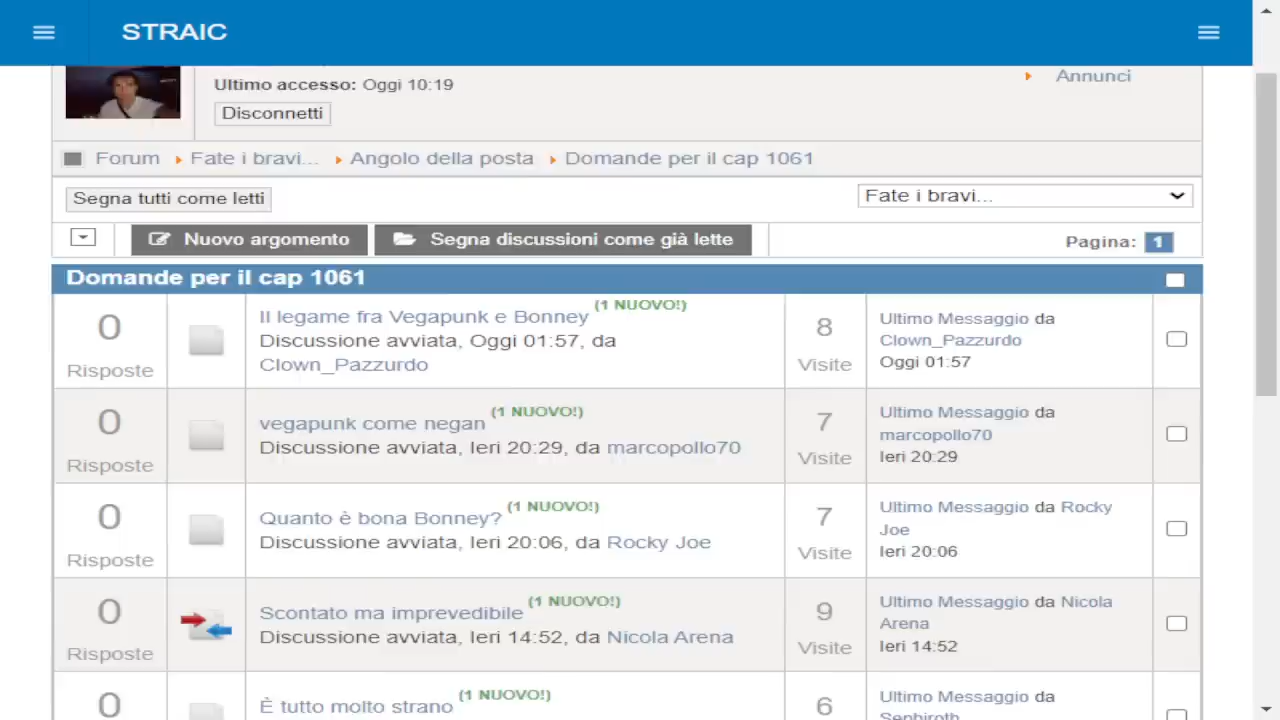 STRAIC
Ultimo accesso: Oggi 10:19
Annunci
Disconnetti
Forum Fate i bravi... Angolo della posta Domande per il cap 1061
Segna tutti come letti
Fate i bravi...
Nuovo argomento Segna discussioni come già lette
Pagina: 1
Domande per il cap 1061
0
Risposte
Il legame fra Vegapunk e Bonney (1 NUOVO!)
Discussione avviata, Oggi 01:57, da
Clown_Pazzurdo
8
Visite
Ultimo Messaggio da
Clown_Pazzurdo
Oggi 01:57
0
Risposte
vegapunk come negan (1 NUOVO!)
Discussione avviata, Ieri 20:29, da marcopollo70
7
Visite
Ultimo Messaggio da
marcopollo70
Ieri 20:29
0
Risposte
Quanto è bona Bonney? (1 NUOVO!)
Discussione avviata, Ieri 20:06, da Rocky Joe
7
Visite
Ultimo Messaggio da Rocky
Joe
Ieri 20:06
0
Risposte
Scontato ma imprevedibile (1 NUOVO!)
Discussione avviata, Ieri 14:52, da Nicola Arena
9
Visite
Ultimo Messaggio da Nicola
Arena
Ieri 14:52
0
È tutto molto strano (1 NUOVO!)
6
Ultimo Messaggio da